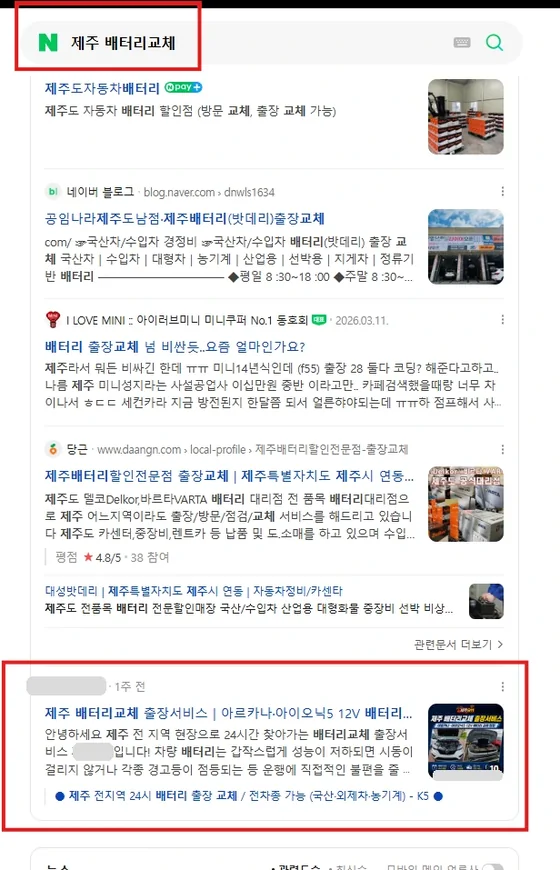 N 제주 배터리교체
제주도자동차배터리 N pay +
제주도 자동차 배터리 할인점 (방문 교체, 출장 교체 가능)
bl 네이버 블로그 · blog.naver.com › dnwls1634
공임나라제주도남점·제주배터리(밧데리)출장교체
com/ ☞국산차/수입차 경정비 ☞국산차/수입차 배터리(밧데리) 출장 교
체 국산차 | 수입차 | 대형차 | 농기계 | 산업용 | 선박용 | 지게차 | 정류기
반 배터리 ────────── ◆평일 8 :30~18 :00 ◆주말 8 :30~...
I LOVE MINI :: 아이러브미니 미니쿠퍼 No.1 동호회 대표 · 2026.03.11.
배터리 출장교체 넘 비싼듯..요즘 얼마인가요?
제주라서 뭐든 비싸긴 한데 ㅠㅠ 미니14년식인데 (f55) 출장 28 둘다 코딩? 해준다고하고..
나름 제주 미니성지라는 사설공업사 이십만원 중반 이라고만.. 카페검색했을때랑 너무 차
이나서 ㅎㄷㄷ 세컨카라 지금 방전된지 한달쯤 되서 얼른햐야되는데 ㅠㅠ하 점프해서 사...
당근 · www.daangn.com › local-profile › 제주배터리할인전문점-출장교체
제주배터리할인전문점 출장교체 | 제주특별자치도 제주시 연동...
제주도 델코Delkor,바르타VARTA 배터리 대리점 전 품목 배터리대리점으
로 제주 어느지역이라도 출장/방문/점검/교체 서비스를 해드리고 있습니
다 제주도 카센터,중장비,렌트카 등 납품 및 도.소매를 하고 있으며 수입...
Delkor
제주도 공식대리점
평점 ★ 4.8/5 · 38 참여
대성밧데리 | 제주특별자치도 제주시 연동 | 자동차정비/카센타
제주도 전품목 배터리 전문할인매장 국산/수입차 산업용 대형화물 중장비 선박 비상...
관련문서 더보기 >
· 1주 전
제주 배터리교체 출장서비스 | 아르카나·아이오닉5 12V 배터리...
안녕하세요 제주 전 지역 현장으로 24시간 찾아가는 배터리교체 출장서
비스 입니다! 차량 배터리는 갑작스럽게 성능이 저하되면 시동이
걸리지 않거나 각종 경고등이 점등되는 등 운행에 직접적인 불편을 줄 ...
제주 배터리교체 출장서비스
● 제주 전지역 24시 배터리 출장 교체 / 전차종 가능 (국산·외제차·농기계) - K5 ●